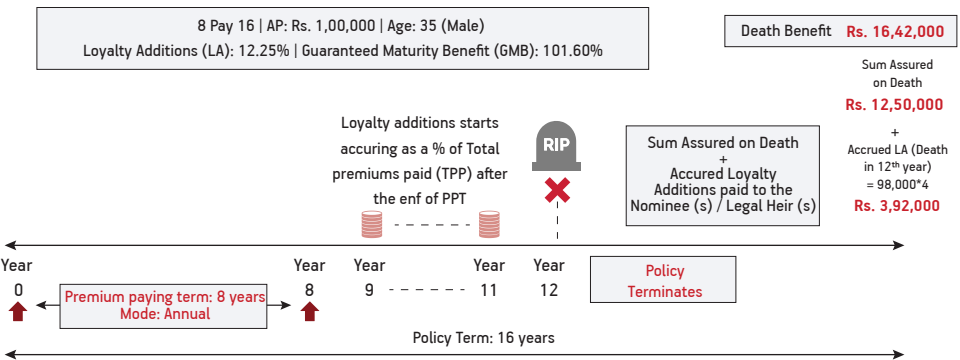 8 Pay 16 | AP: Rs. 1,00,000 | Age: 35 (Male)
Loyalty Additions (LA): 12.25% | Guaranteed Maturity Benefit (GMB): 101.60%
Death Benefit Rs. 16,42,000
Sum Assured
on Death
Rs. 12,50,000
+
Accrued LA (Death
in 12th year)
= 98,000*4
Rs. 3,92,000
Loyalty additions starts
accuring as a % of Total
premiums paid (TPP) after
the enf of PPT
RIP
Sum Assured on Death
+
Accured Loyalty
Additions paid to the
Nominee (s) / Legal Heir (s)
Year Year Year Year Year
0 8 9 11 12
Premium paying term: 8 years
Mode: Annual
Policy
Terminates
Policy Term: 16 years